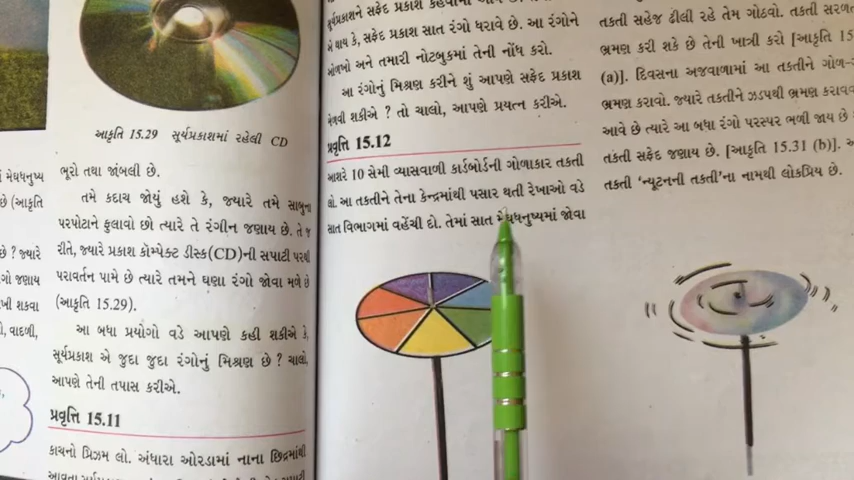 આકૃતિ 15.29 સૂર્યપ્રકાશમાં રહેલી CD
મેઘધનુષ્ય
છે (આકૃતિ
છે ? જ્યારે
ગો જણાય
ખી શકવા
વાદળી,
ભૂરો તથા જાંબલી છે.
તમે કદાચ જોયું હશે કે, જ્યારે તમે સાબુના
પરપોટાને ફુલાવો છો ત્યારે તે રંગીન જણાય છે. તે જ
રીતે, જ્યારે પ્રકાશ કૉમ્પેક્ટ ડીસ્ક(CD)ની સપાટી પરથી
પરાવર્તન પામે છે ત્યારે તમને ઘણા રંગો જોવા મળે છે
(આકૃતિ 15.29).
આ બધા પ્રયોગો વડે આપણે કહી શકીએ કે,
સૂર્યપ્રકાશ એ જુદા જુદા રંગોનું મિશ્રણ છે ? ચાલો,
આપણે તેની તપાસ કરીએ.
પ્રવૃત્તિ 15.11
કાચનો પ્રિઝમ લો. અંધારા ઓરડામાં નાના છિદ્રમાંથી
સૂર્યપ્રકાશને સફેદ પ્રકાશ
એ થાય કે, સફેદ પ્રકાશ સાત રંગો ધરાવે છે. આ રંગોને
ઓળખો અને તમારી નોટબુકમાં તેની નોંધ કરો.
આ રંગોનું મિશ્રણ કરીને શું આપણે સફેદ પ્રકાશ
મેળવી શકીએ ? તો ચાલો, આપણે પ્રયત્ન કરીએ.
પ્રવૃત્તિ 15.12
આશરે 10 સેમી વ્યાસવાળી કાર્ડબોર્ડની ગોળાકાર તકતી
લો. આ તકતીને તેના કેન્દ્રમાંથી પસાર થતી રેખાઓ વડે
સાત વિભાગમાં વહેંચી દો. તેમાં સાત મેઘધનુષ્યમાં જોવા
તકતી સહેજ ઢીલી રહે તેમ ગોઠવો. તકતી
ભ્રમણ કરી શકે છે તેની ખાત્રી કરો [આકૃતિ 15
(a)]. દિવસના અજવાળામાં આ તકતીને ગોળ-
ભ્રમણ કરાવો. જ્યારે તકતીને ઝડપથી ભ્રમણ
આવે છે ત્યારે આ બધા રંગો પરસ્પર ભળી જાય છે
તકતી સફેદ જણાય છે. [આકૃતિ 15.31 (b)].
તકતી ‘ન્યૂટનની તકતી’ના નામથી લોકપ્રિય છે.